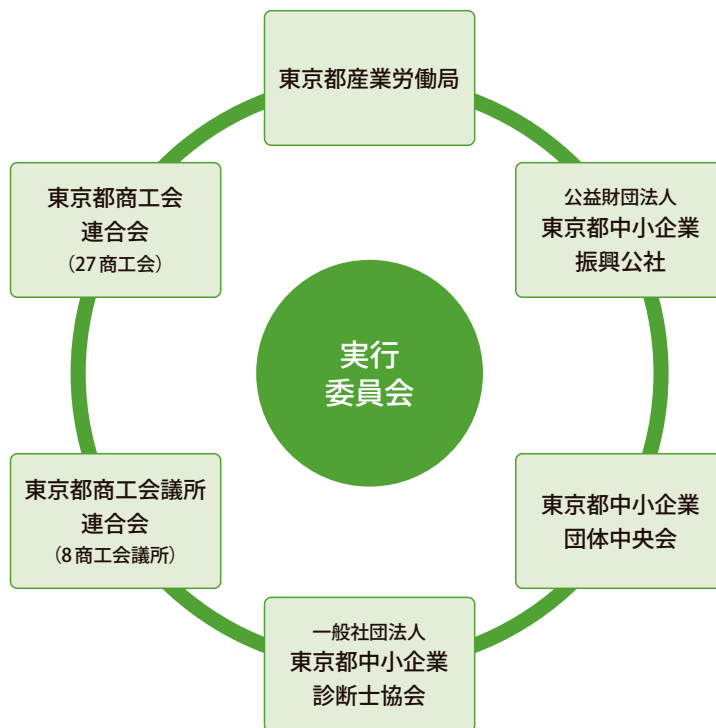 東京都産業労働局
東京都商工会
連合会
（27商工会）
公益財団法人
東京都中小企業
振興公社
実行
委員会
東京都商工会議所
連合会
（8商工会議所）
東京都中小企業
団体中央会
一般社団法人
東京都中小企業
診断士協会